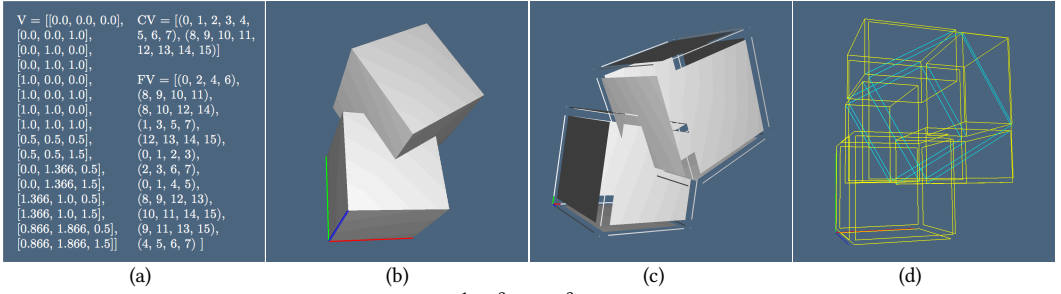 V = [[0.0, 0.0, 0.0],
[0.0, 0.0, 1.0],
[0.0, 1.0, 0.0],
[0.0, 1.0, 1.0],
[1.0, 0.0, 0.0],
[1.0, 0.0, 1.0],
[1.0, 1.0, 0.0],
[1.0, 1.0, 1.0],
[0.5, 0.5, 0.5],
[0.5, 0.5, 1.5],
[0.0, 1.366, 0.5],
[0.0, 1.366, 1.5],
[1.366, 1.0, 0.5],
[1.366, 1.0, 1.5],
[0.866, 1.866, 0.5],
[0.866, 1.866, 1.5]]
CV = [(0, 1, 2, 3, 4,
5, 6, 7), (8, 9, 10, 11,
12, 13, 14, 15)]
FV = [(0, 2, 4, 6),
(8, 9, 10, 11),
(8, 10, 12, 14),
(1, 3, 5, 7),
(12, 13, 14, 15),
(0, 1, 2, 3),
(2, 3, 6, 7),
(0, 1, 4, 5),
(8, 9, 12, 13),
(10, 11, 14, 15),
(9, 11, 13, 15),
(4, 5, 6, 7) ]
(a)
(b)
(c)
(d)